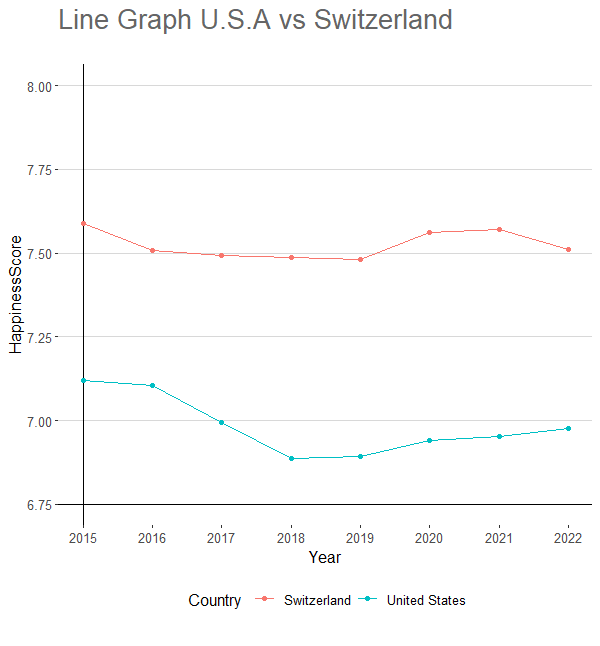 Line Graph U.S.A vs Switzerland
8.00
7.75
7.50
7.25
7.00
6.75
HappinessScore
2015 2016 2017 2018 2019 2020 2021 2022
Year
Country Switzerland United States